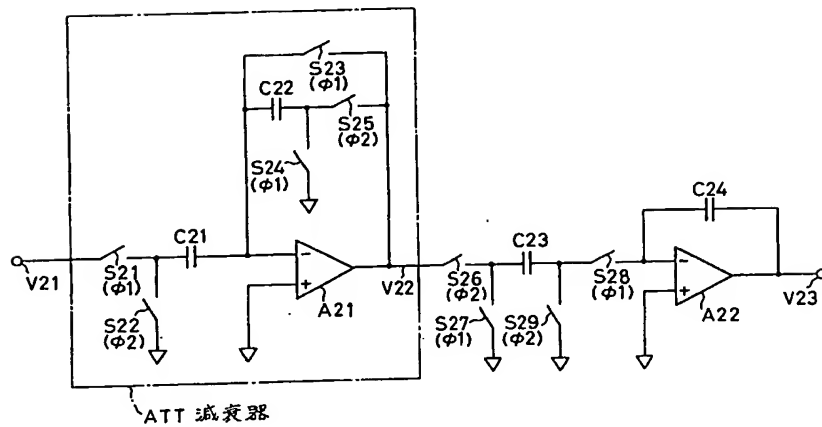 S23
(φ1)
C22
S25
(φ2)
S24
(φ1)
C24
C21
C23
V21
S21
(φ1)
S22
(φ2)
A21
V22
S26
(φ2)
S27
(φ1)
S29
(φ2)
S28
(φ1)
A22
V23
ATT 減衰器